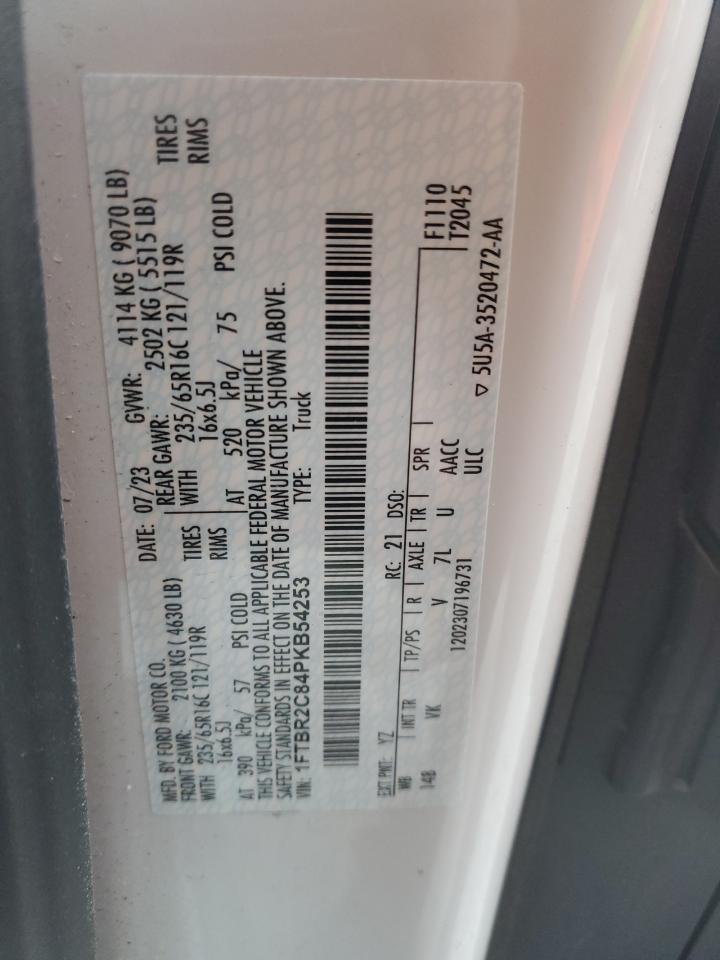 MFD. BY FORD MOTOR CO.
DATE: 07/23 GVWR: 4114 KG ( 9070 LB)
FRONT GAWR: 2100 KG ( 4630 LB) REAR GAWR: 2502 KG ( 5515 LB)
WITH 235/65R16C 121/119R TIRES WITH 235/65R16C 121/119R TIRES
16x6.5J RIMS 16x6.5J RIMS
AT 390 kPa/ 57 PSI COLD AT 520 kPa/ 75 PSI COLD
THIS VEHICLE CONFORMS TO ALL APPLICABLE FEDERAL MOTOR VEHICLE
SAFETY STANDARDS IN EFFECT ON THE DATE OF MANUFACTURE SHOWN ABOVE.
VIN: 1FTBR2C84PKB54253 TYPE: Truck
EXT PNT: YZ RC: 21 DSO:
WB INT TR TP/PS R AXLE TR SPR F1110
148 VK V 7L U AACC T2045
1202307196731 ULC
▽ 5U5A-3520472-AA